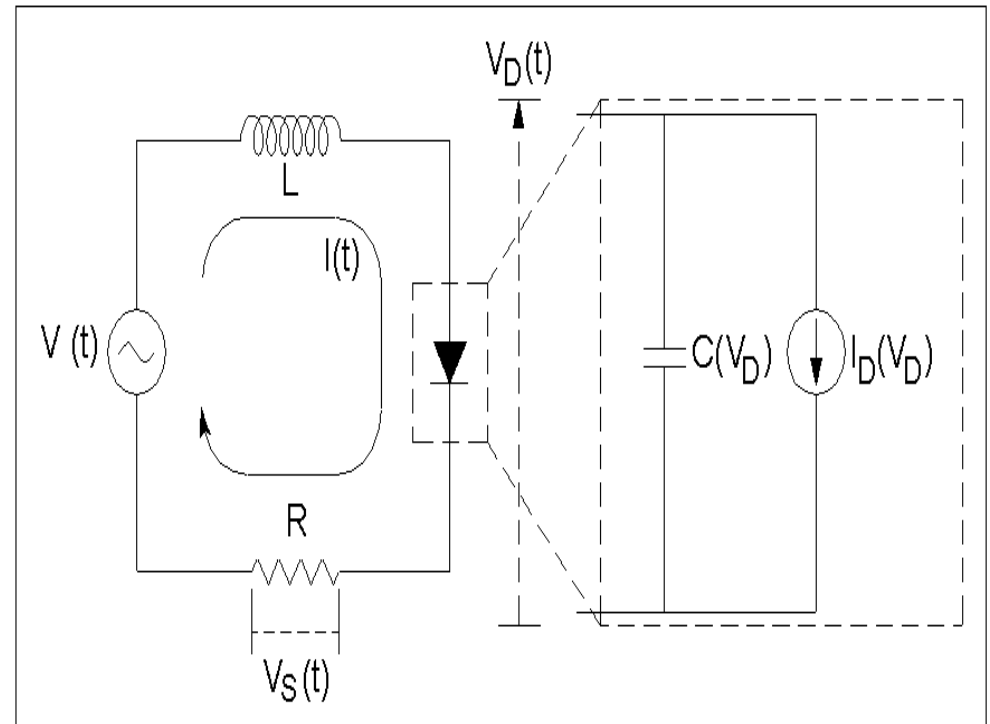 V_D(t)
L
I(t)
V (t)
C(V_D)
I_D(V_D)
R
V_S(t)